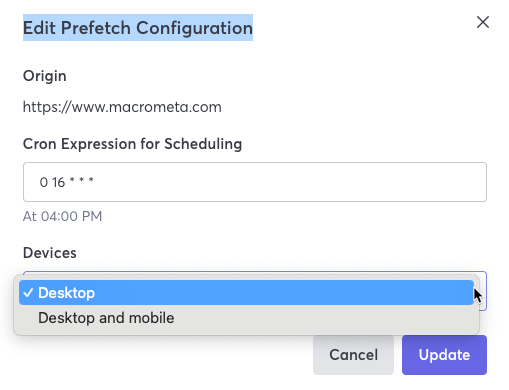 Edit Prefetch Configuration
Origin
https://www.macrometa.com
Cron Expression for Scheduling
0 16 * * *
At 04:00 PM
Devices
✓ Desktop
Desktop and mobile
Cancel Update